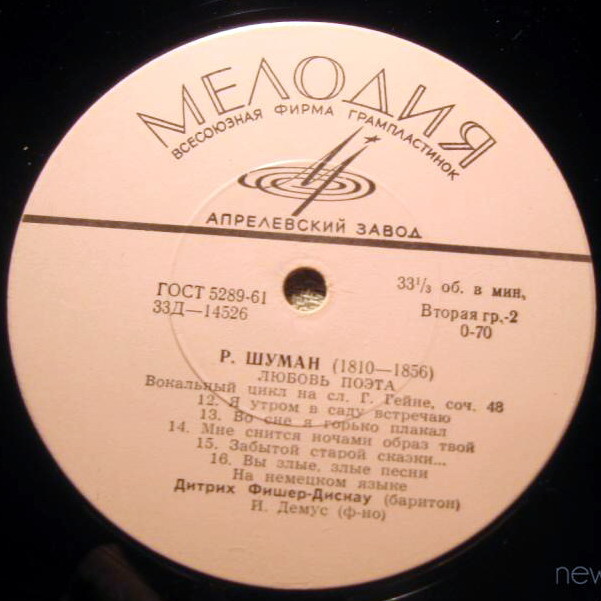 МЕЛОДИЯ
ВСЕСОЮЗНАЯ ФИРМА ГРАМПЛАСТИНОК
АПРЕЛЕВСКИЙ ЗАВОД
ГОСТ 5289-61
33Д—14526
33⅓ об. в мин,
Вторая гр.-2
0-70
Р. ШУМАН (1810—1856)
ЛЮБОВЬ ПОЭТА
Вокальный цикл на сл. Г. Гейне, соч. 48
12. Я утром в саду встречаю
13. Во сне я горько плакал
14. Мне снится ночами образ твой
15. Забытой старой сказки...
16. Вы злые, злые песни
На немецком языке
Дитрих Фишер-Дискау (баритон)
И. Демус (ф-но)
new